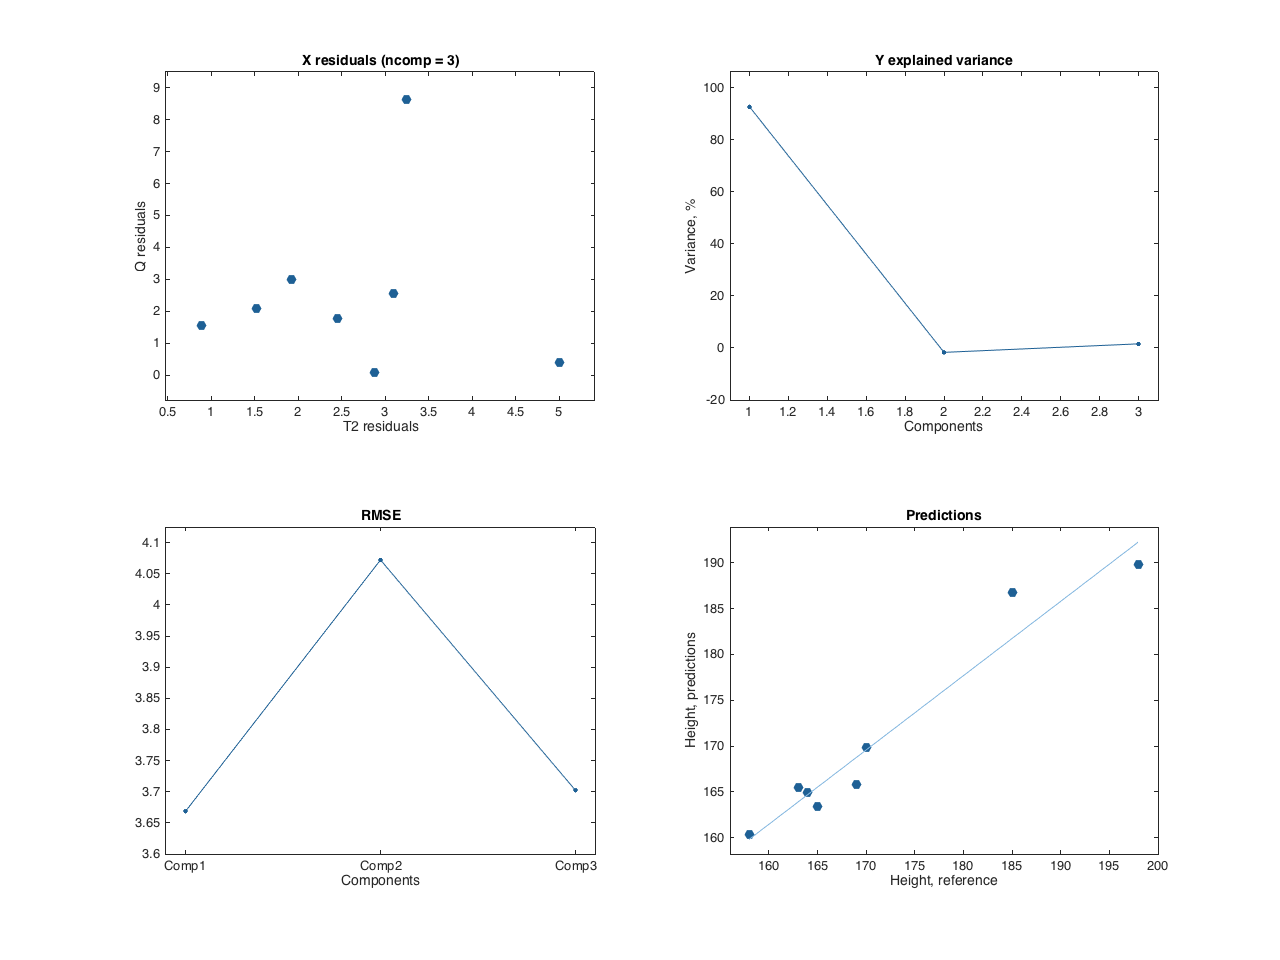 X residuals (ncomp = 3)
9
8
7
6
5
4
3
2
1
0
Q residuals
0.5 1 1.5 2 2.5 3 3.5 4 4.5 5
T2 residuals
Y explained variance
100
80
60
40
20
0
-20
Variance, %
1 1.2 1.4 1.6 1.8 2 2.2 2.4 2.6 2.8 3
Components
RMSE
4.1
4.05
4
3.95
3.9
3.85
3.8
3.75
3.7
3.65
3.6
Comp1 Comp2 Comp3
Components
Predictions
190
185
180
175
170
165
160
Height, predictions
160 165 170 175 180 185 190 195 200
Height, reference